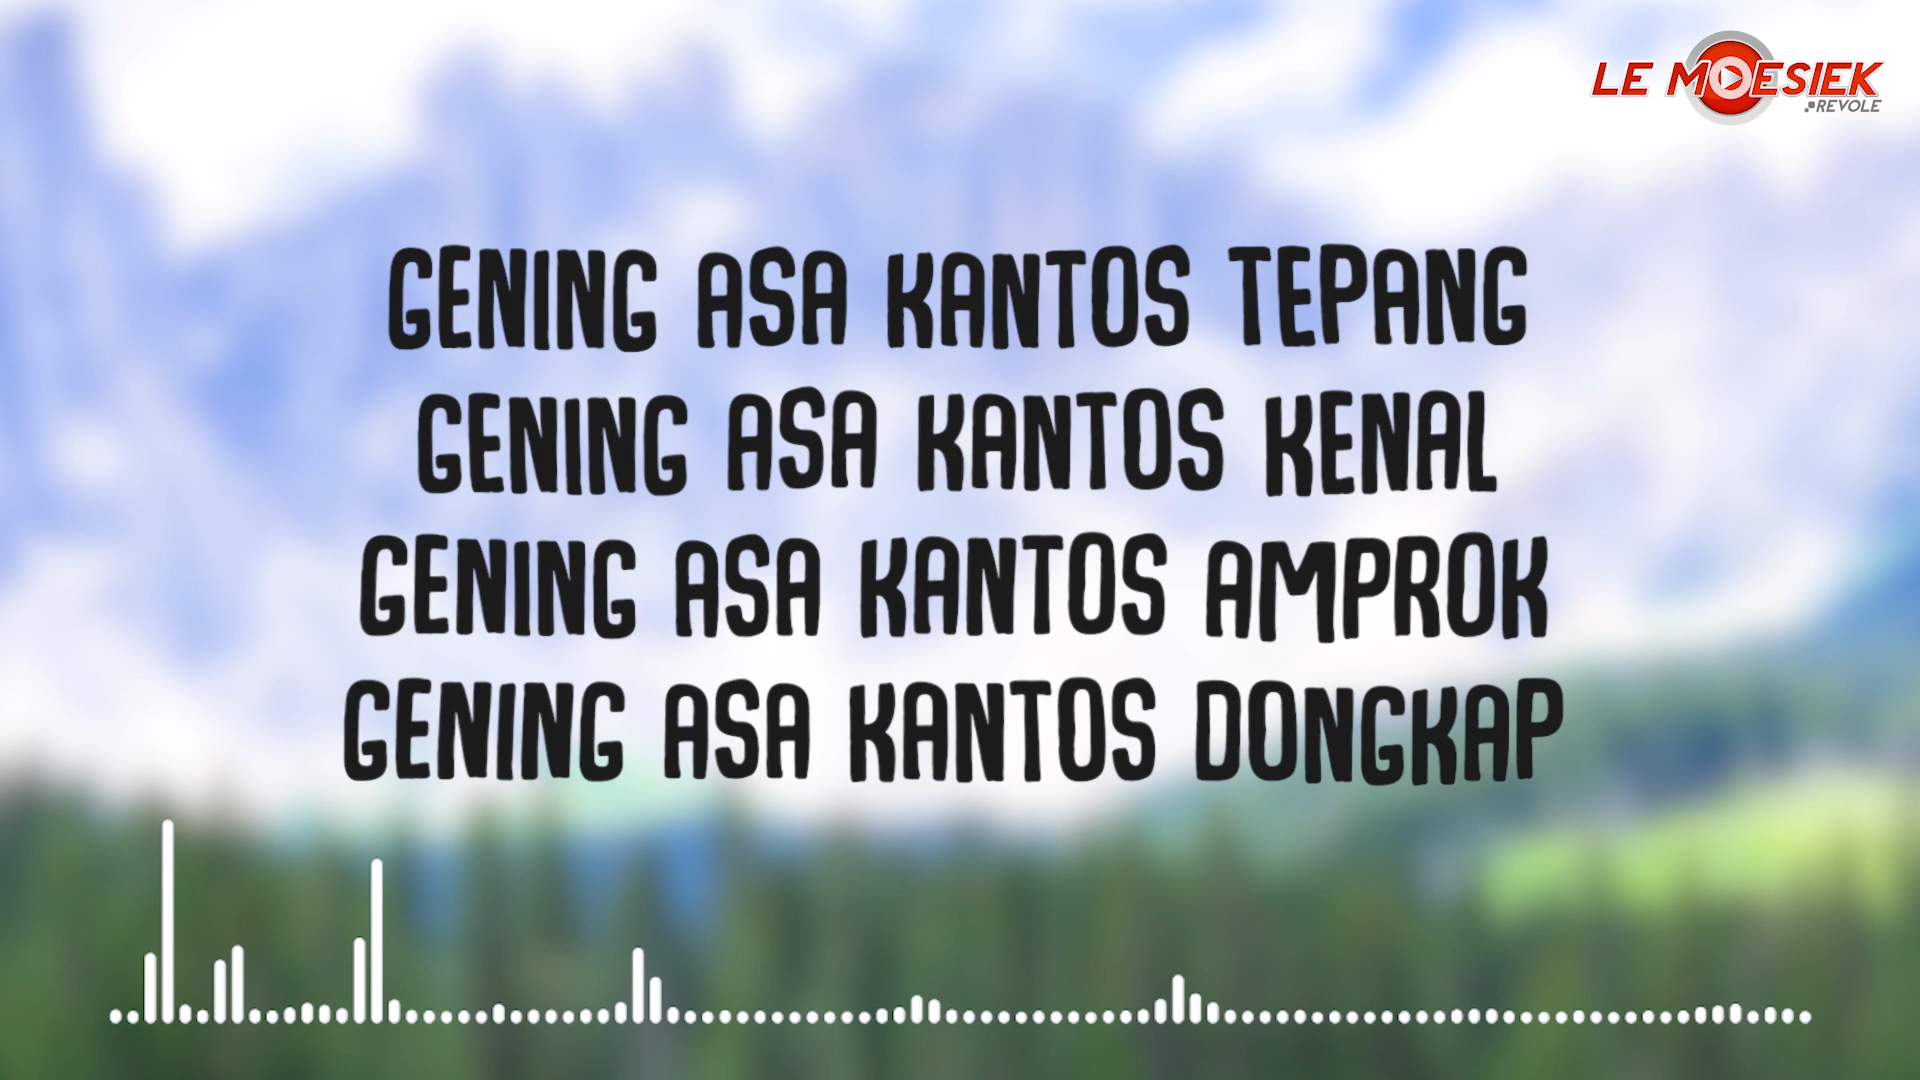 LE MOESIEK
REVOLE
GENING ASA KANTOS TEPANG
GENING ASA KANTOS KENAL
GENING ASA KANTOS AMPROK
GENING ASA KANTOS DONGKAP